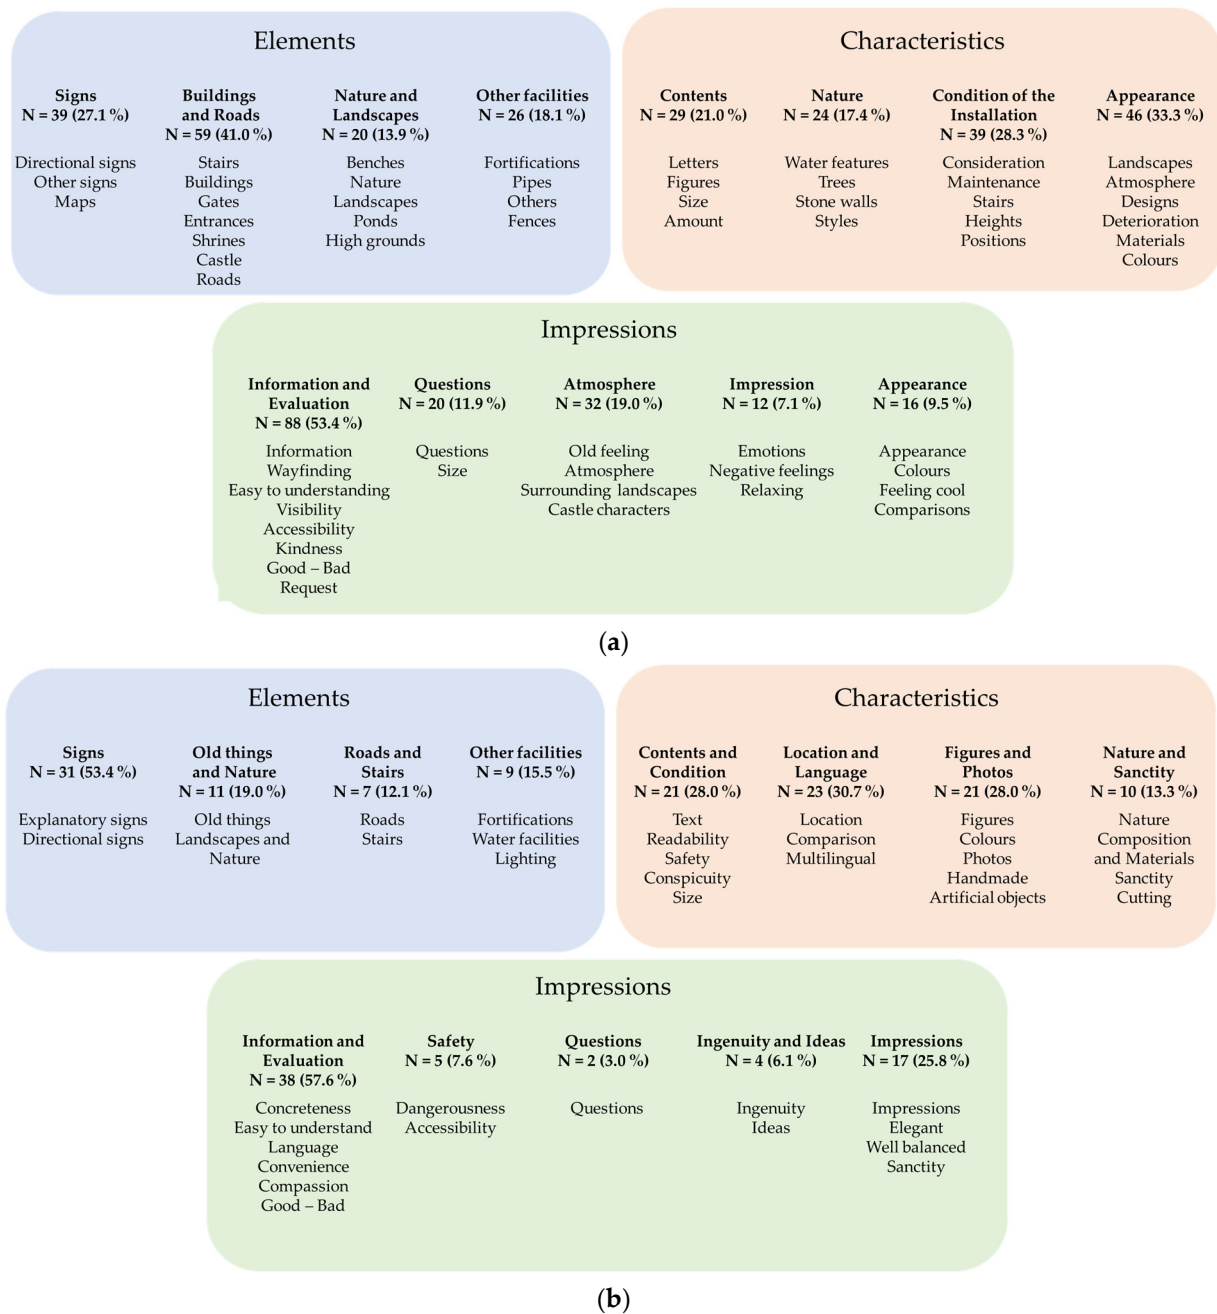 Elements
Signs
N = 39 (27.1 %)
Directional signs
Other signs
Maps
Buildings
and Roads
N = 59 (41.0 %)
Stairs
Buildings
Gates
Entrances
Shrines
Castle
Roads
Nature and
Landscapes
N = 20 (13.9 %)
Benches
Nature
Landscapes
Ponds
High grounds
Other facilities
N = 26 (18.1 %)
Fortifications
Pipes
Others
Fences
Characteristics
Contents
N = 29 (21.0 %)
Letters
Figures
Size
Amount
Nature
N = 24 (17.4 %)
Water features
Trees
Stone walls
Styles
Condition of the
Installation
N = 39 (28.3 %)
Consideration
Maintenance
Stairs
Heights
Positions
Appearance
N = 46 (33.3 %)
Landscapes
Atmosphere
Designs
Deterioration
Materials
Colours
Impressions
Information and
Evaluation
N = 88 (53.4 %)
Information
Wayfinding
Easy to understanding
Visibility
Accessibility
Kindness
Good – Bad
Request
Questions
N = 20 (11.9 %)
Questions
Size
Atmosphere
N = 32 (19.0 %)
Old feeling
Atmosphere
Surrounding landscapes
Castle characters
Impression
N = 12 (7.1 %)
Emotions
Negative feelings
Relaxing
Appearance
N = 16 (9.5 %)
Appearance
Colours
Feeling cool
Comparisons
(a)
Elements
Signs
N = 31 (53.4 %)
Explanatory signs
Directional signs
Old things
and Nature
N = 11 (19.0 %)
Old things
Landscapes and
Nature
Roads and
Stairs
N = 7 (12.1 %)
Roads
Stairs
Other facilities
N = 9 (15.5 %)
Fortifications
Water facilities
Lighting
Characteristics
Contents and
Condition
N = 21 (28.0 %)
Text
Readability
Safety
Conspicuity
Size
Location and
Language
N = 23 (30.7 %)
Location
Comparison
Multilingual
Figures and
Photos
N = 21 (28.0 %)
Figures
Colours
Photos
Handmade
Artificial objects
Nature and
Sanctity
N = 10 (13.3 %)
Nature
Composition
and Materials
Sanctity
Cutting
Impressions
Information and
Evaluation
N = 38 (57.6 %)
Concreteness
Easy to understand
Language
Convenience
Compassion
Good – Bad
Safety
N = 5 (7.6 %)
Dangerousness
Accessibility
Questions
N = 2 (3.0 %)
Questions
Ingenuity and Ideas
N = 4 (6.1 %)
Ingenuity
Ideas
Impressions
N = 17 (25.8 %)
Impressions
Elegant
Well balanced
Sanctity
(b)